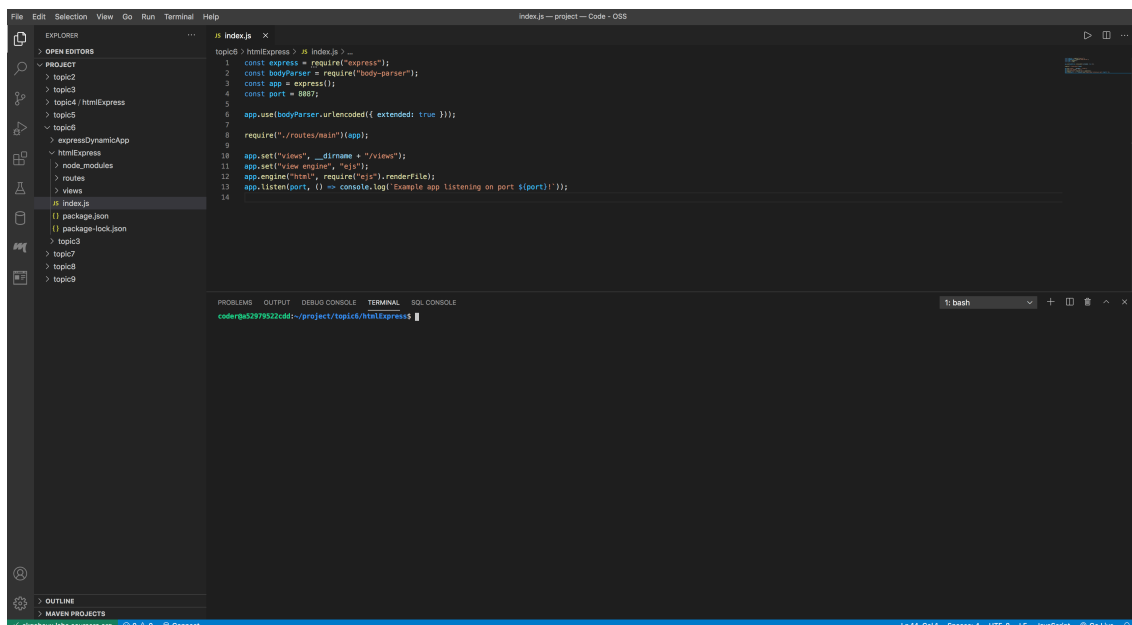 File Edit Selection View Go Run Terminal Help
index.js — project — Code - OSS
EXPLORER
OPEN EDITORS
PROJECT
topic2
topic3
topic4 / htmlExpress
topic5
topic6
expressDynamicApp
htmlExpress
node_modules
routes
views
JS index.js
{} package.json
{} package-lock.json
topic3
topic7
topic8
topic9
OUTLINE
MAVEN PROJECTS
JS index.js ×
topic6 > htmlExpress > JS index.js > ...
1 const express = require("express");
2 const bodyParser = require("body-parser");
3 const app = express();
4 const port = 8087;
5
6 app.use(bodyParser.urlencoded({ extended: true }));
7
8 require("./routes/main")(app);
9
10 app.set("views", __dirname + "/views");
11 app.set("view engine", "ejs");
12 app.engine("html", require("ejs").renderFile);
13 app.listen(port, () => console.log(`Example app listening on port ${port}!`));
14
PROBLEMS OUTPUT DEBUG CONSOLE TERMINAL SQL CONSOLE
1: bash
coder@a52979522cdd:~/project/topic6/htmlExpress$